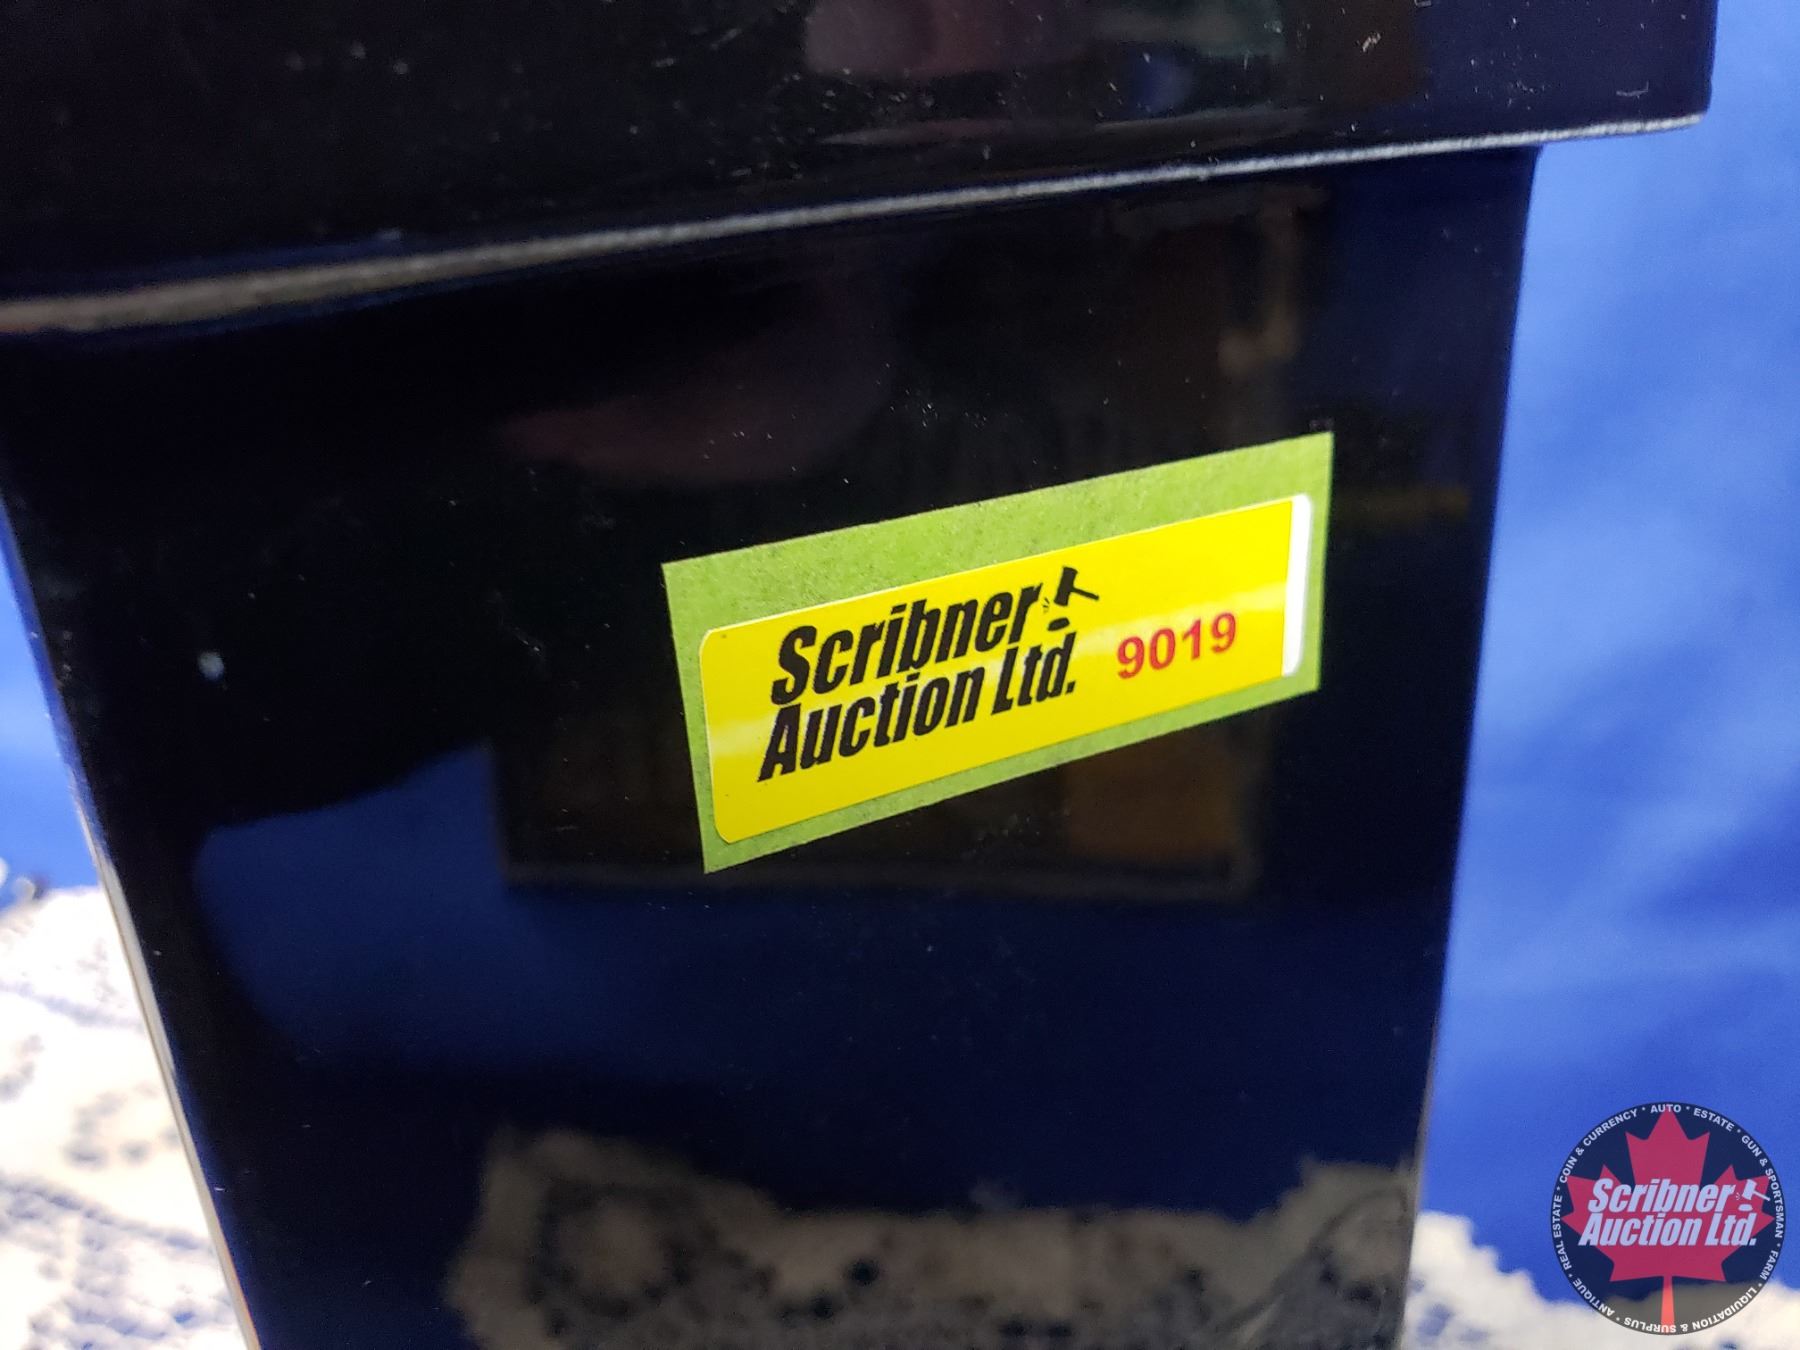 Scribner
Auction Ltd. 9019
COIN & CURRENCY * AUTO * ESTATE * GUN & SPORTSMAN * FARM * LIQUIDATION & SURPLUS * ANTIQUE * REAL ESTATE *
Scribner
Auction Ltd.